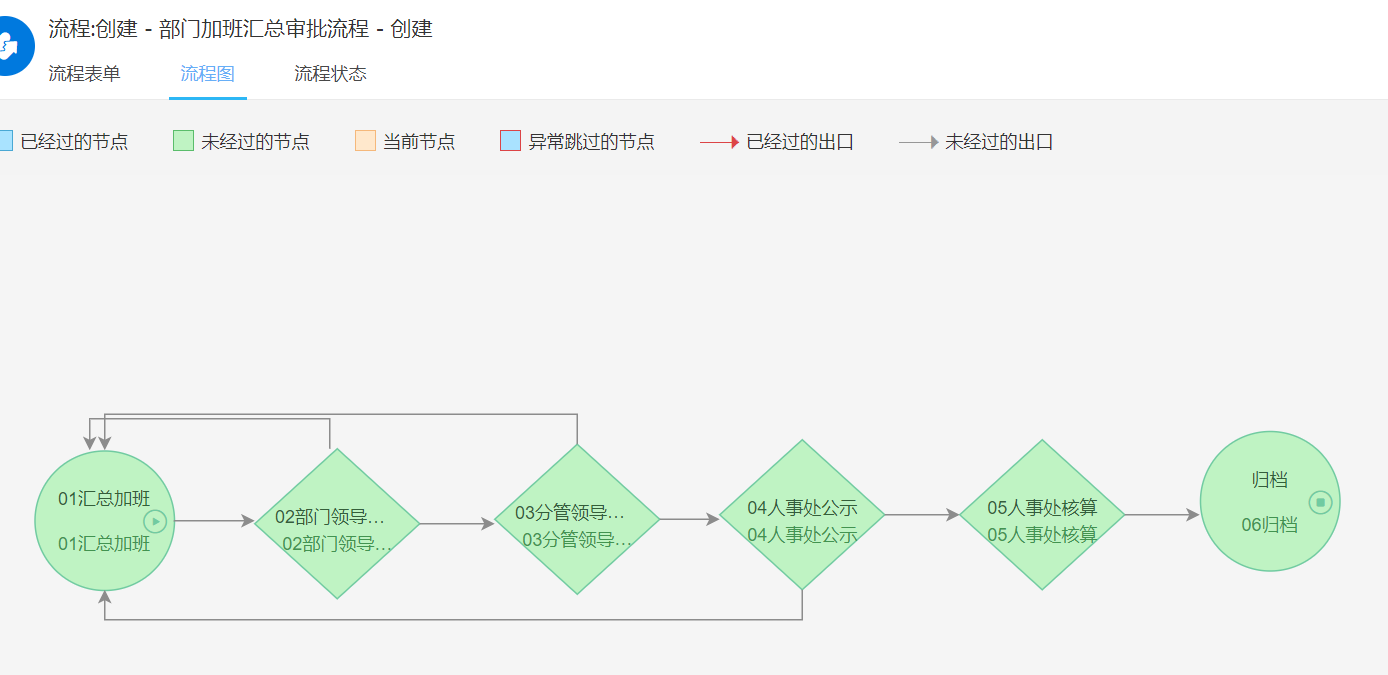 流程:创建 - 部门加班汇总审批流程 - 创建
流程表单 流程图 流程状态
已经过的节点 未经过的节点 当前节点 异常跳过的节点 已经过的出口 未经过的出口
01汇总加班
01汇总加班
02部门领导…
02部门领导…
03分管领导…
03分管领导…
04人事处公示
04人事处公示
05人事处核算
05人事处核算
归档
06归档